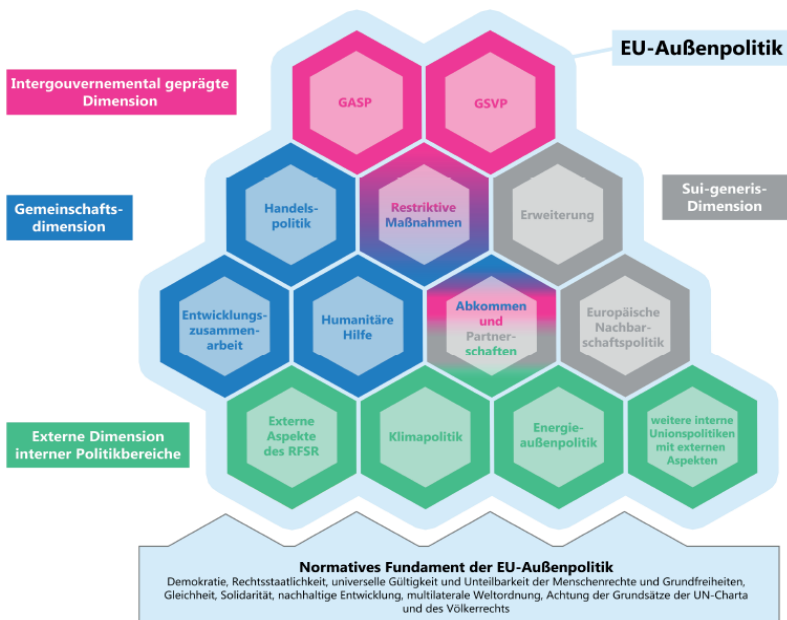 EU-Außenpolitik
Intergouvernemental geprägte
Dimension
GASP
GSVP
Gemeinschafts-
dimension
Handels-
politik
Restriktive
Maßnahmen
Erweiterung
Sui-generis-
Dimension
Entwicklungs-
zusammen-
arbeit
Humanitäre
Hilfe
Abkommen
und
Partner-
schaften
Europäische
Nachbar-
schaftspolitik
Externe Dimension
interner Politikbereiche
Externe
Aspekte
des RFSR
Klimapolitik
Energie-
außenpolitik
weitere interne
Unionspolitiken
mit externen
Aspekten
Normatives Fundament der EU-Außenpolitik
Demokratie, Rechtsstaatlichkeit, universelle Gültigkeit und Unteilbarkeit der Menschenrechte und Grundfreiheiten,
Gleichheit, Solidarität, nachhaltige Entwicklung, multilaterale Weltordnung, Achtung der Grundsätze der UN-Charta
und des Völkerrechts